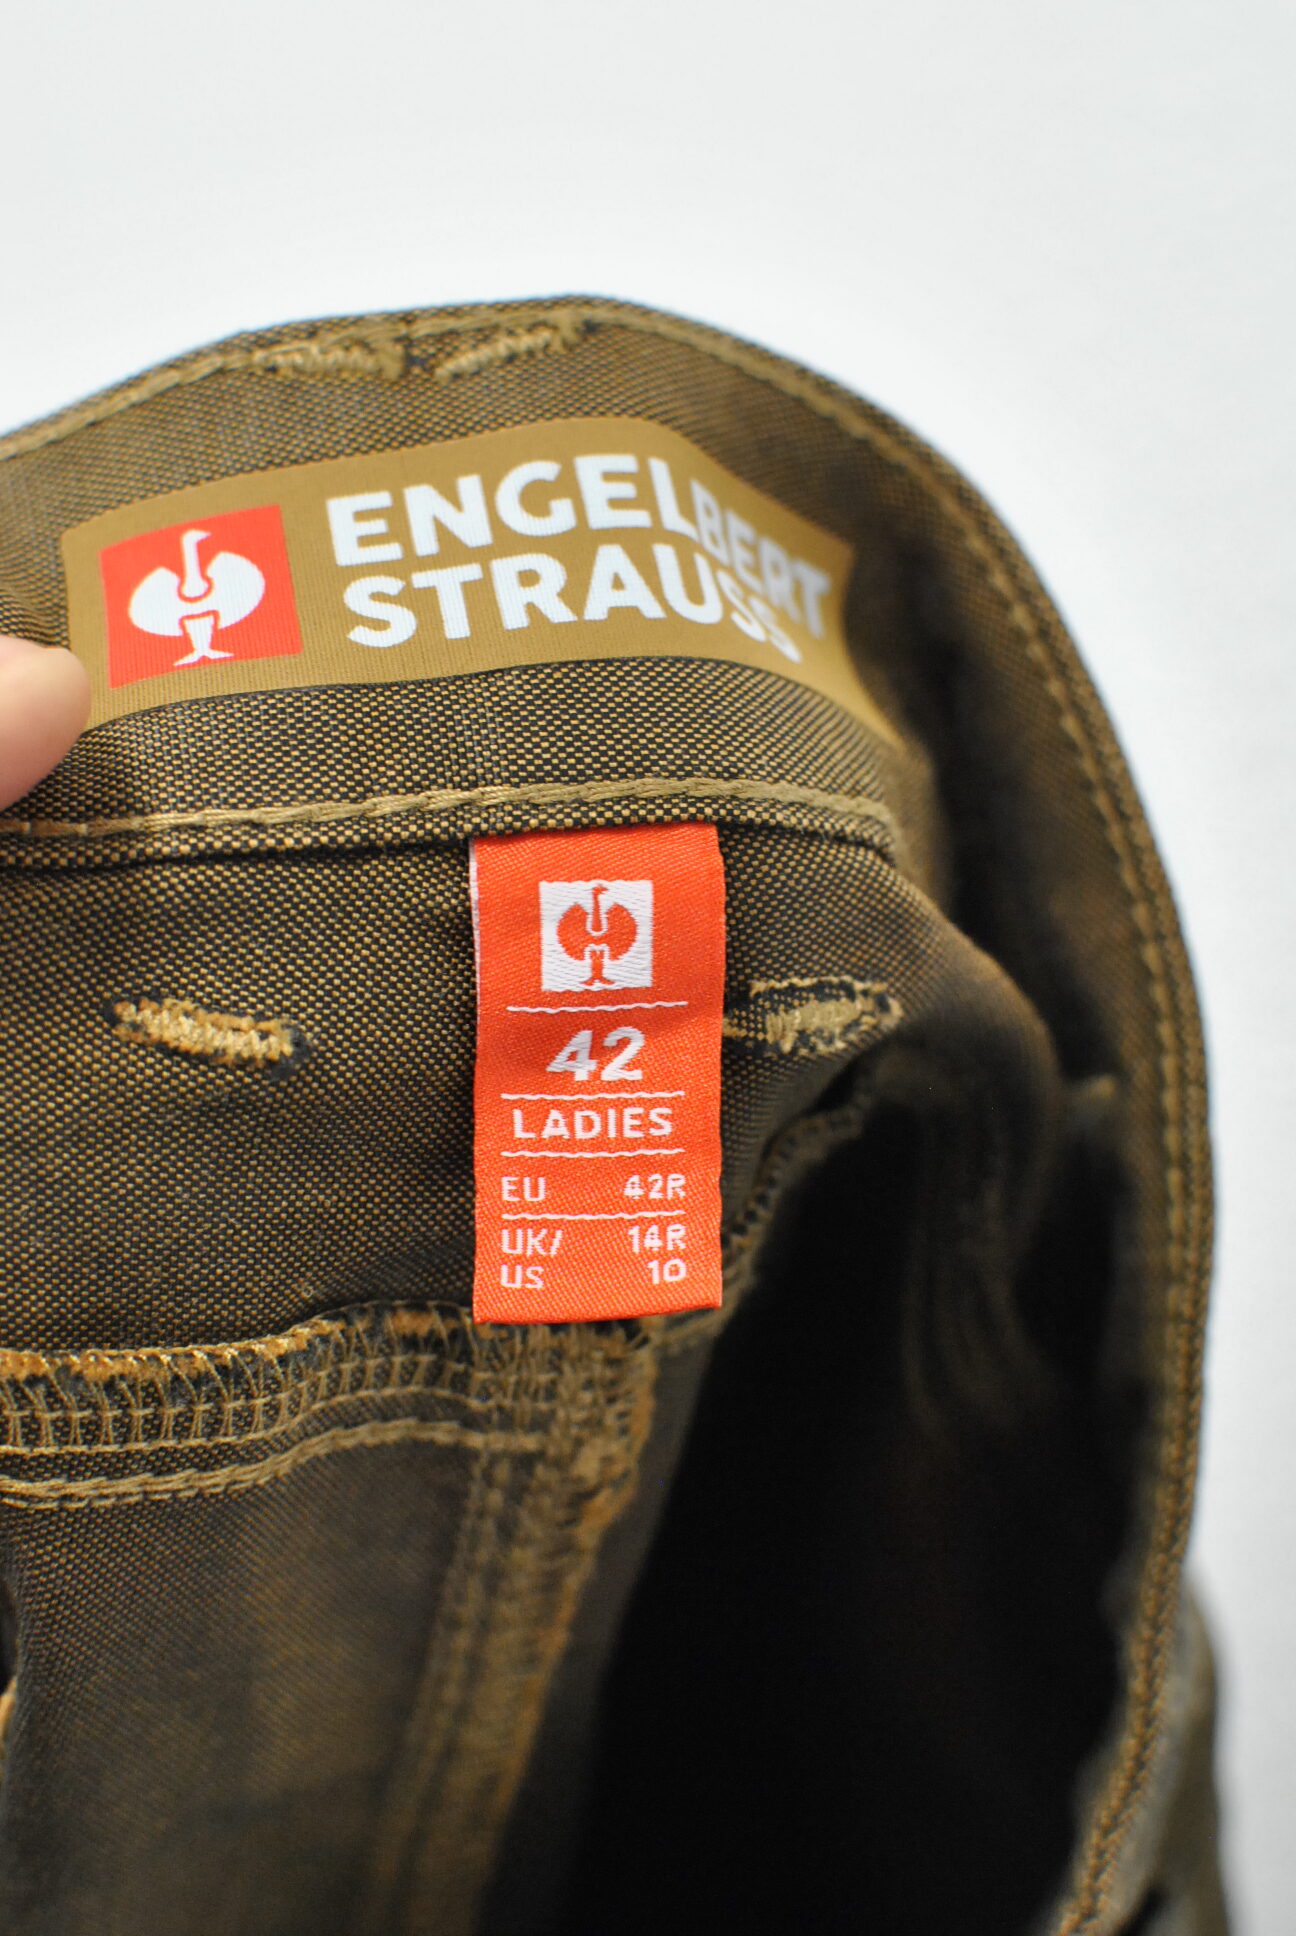 ENGELBERT
STRAUSS
42
LADIES
EU 42R
UK/ 14R
US 10